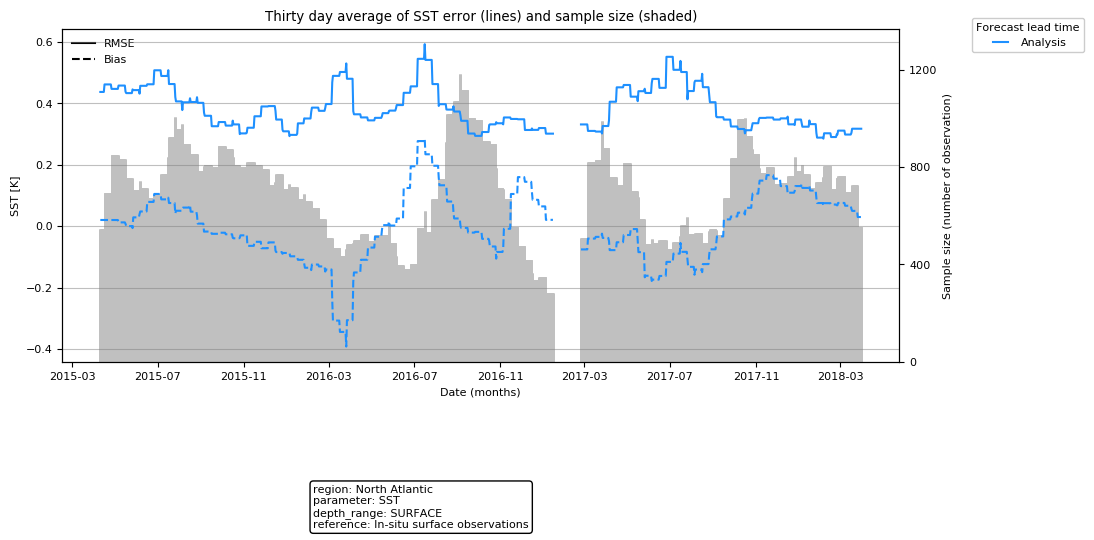 Thirty day average of SST error (lines) and sample size (shaded)
Forecast lead time
Analysis
RMSE
Bias
0.6
0.4
0.2
0.0
−0.2
−0.4
SST [K]
1200
800
400
0
Sample size (number of observation)
2015-03 2015-07 2015-11 2016-03 2016-07 2016-11 2017-03 2017-07 2017-11 2018-03
Date (months)
region: North Atlantic
parameter: SST
depth_range: SURFACE
reference: In-situ surface observations